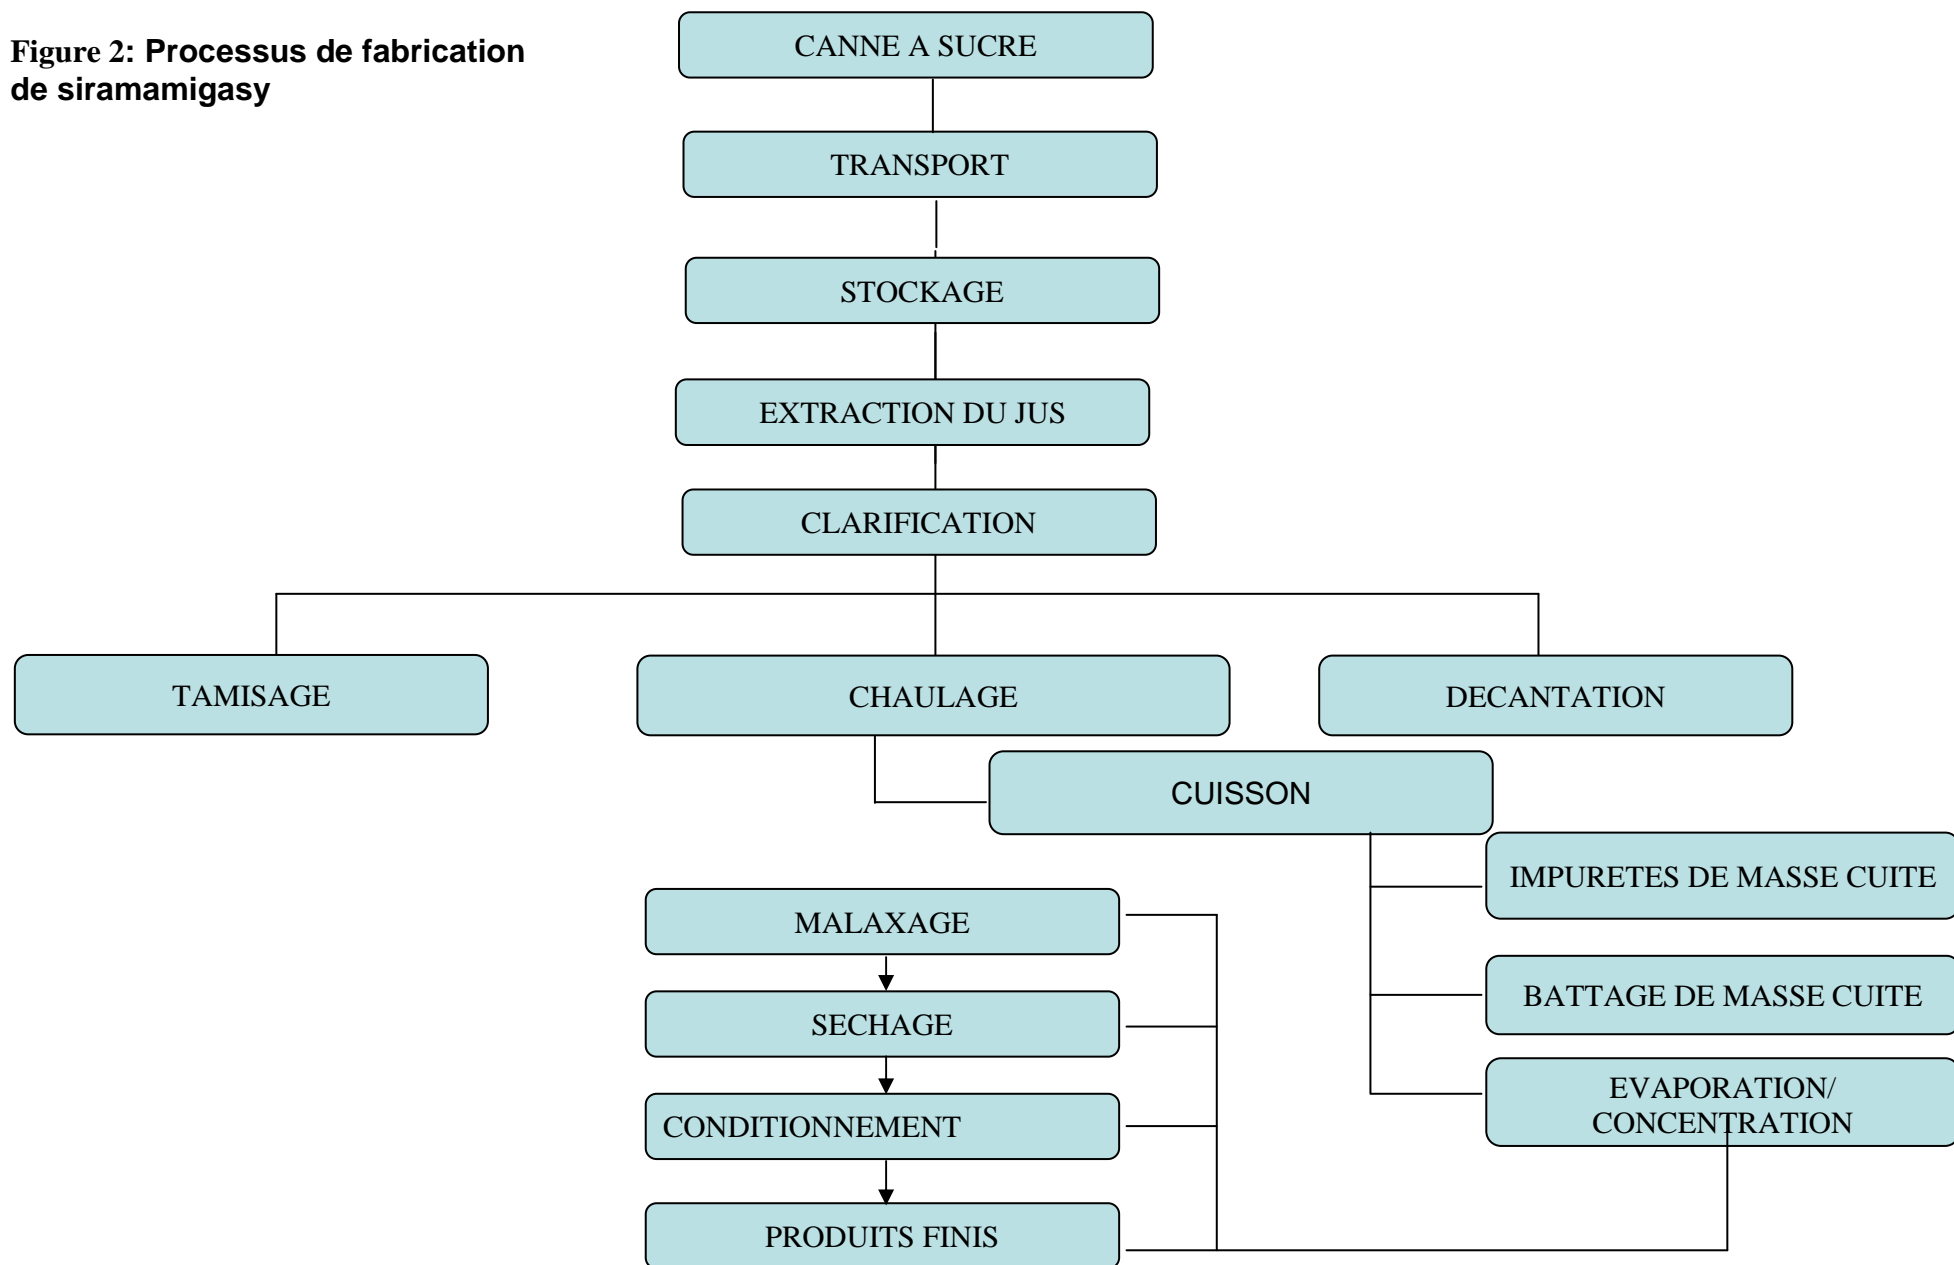 Figure 2: Processus de fabrication
de siramamigasy
CANNE A SUCRE
TRANSPORT
STOCKAGE
EXTRACTION DU JUS
CLARIFICATION
TAMISAGE
CHAULAGE
DECANTATION
CUISSON
IMPURETES DE MASSE CUITE
BATTAGE DE MASSE CUITE
EVAPORATION/
CONCENTRATION
MALAXAGE
SECHAGE
CONDITIONNEMENT
PRODUITS FINIS